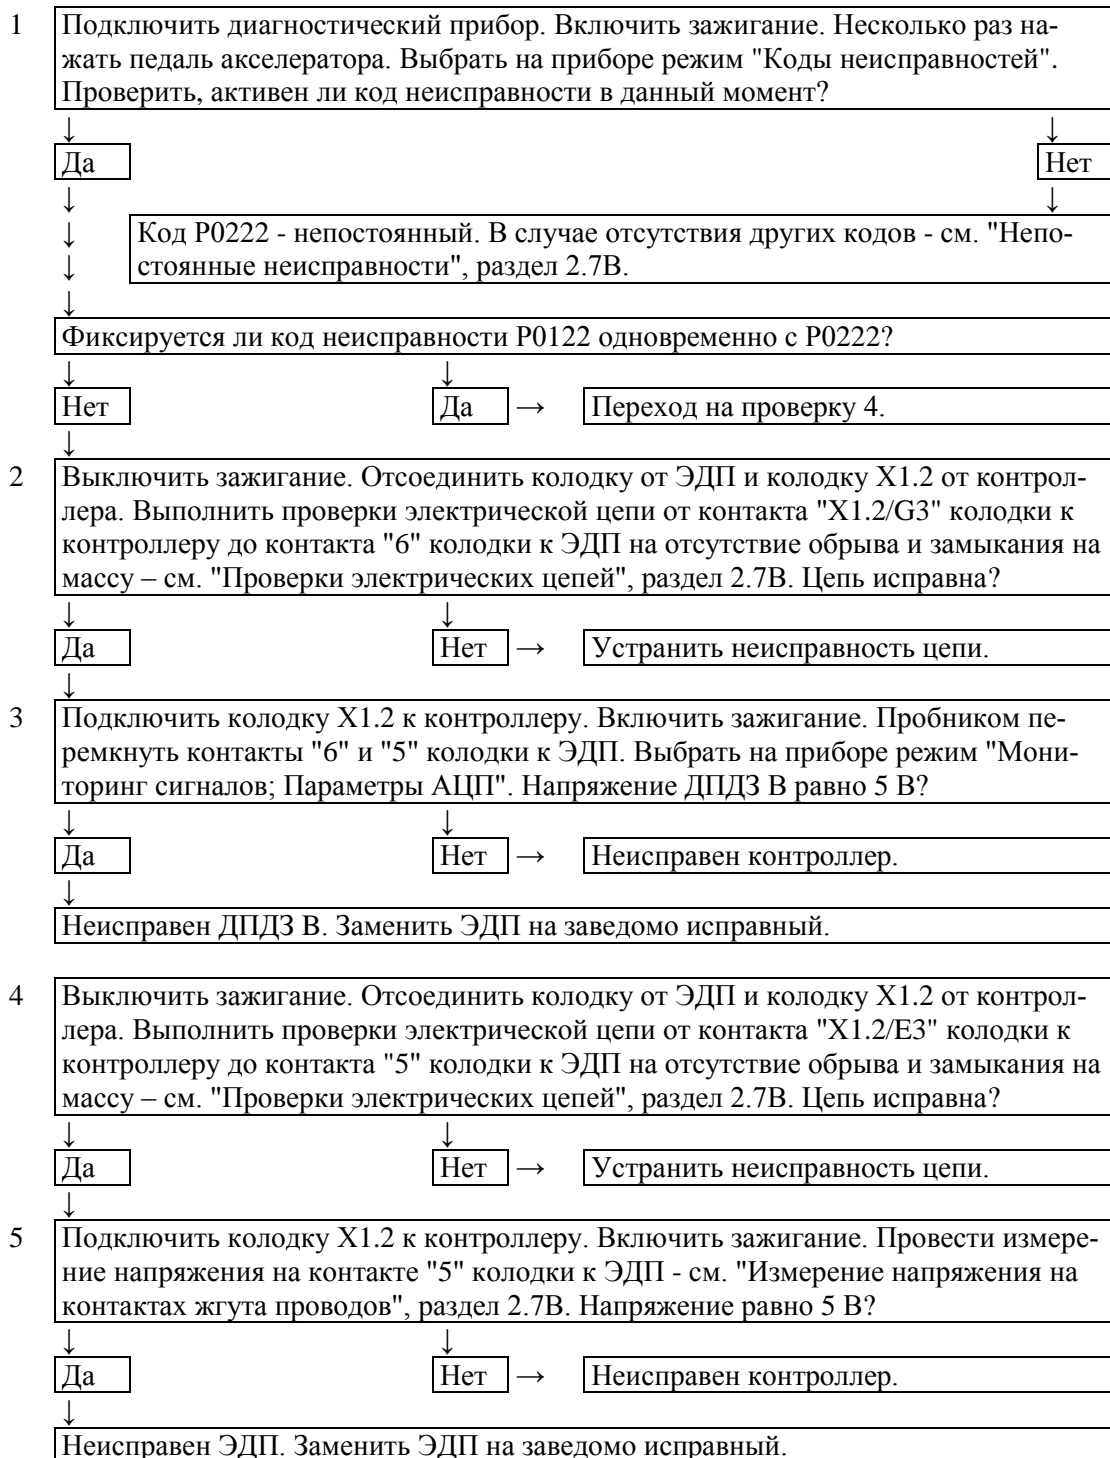 1 Подключить диагностический прибор. Включить зажигание. Несколько раз на-
жать педаль акселератора. Выбрать на приборе режим "Коды неисправностей".
Проверить, активен ли код неисправности в данный момент?
↓ ↓
Да Нет
↓ ↓
↓ Код Р0222 - непостоянный. В случае отсутствия других кодов - см. "Непо-
↓ стоянные неисправности", раздел 2.7В.
↓
Фиксируется ли код неисправности Р0122 одновременно с Р0222?
↓ ↓
Нет Да → Переход на проверку 4.
↓
2 Выключить зажигание. Отсоединить колодку от ЭДП и колодку Х1.2 от контрол-
лера. Выполнить проверки электрической цепи от контакта "Х1.2/G3" колодки к
контроллеру до контакта "6" колодки к ЭДП на отсутствие обрыва и замыкания на
массу – см. "Проверки электрических цепей", раздел 2.7В. Цепь исправна?
↓ ↓
Да Нет → Устранить неисправность цепи.
↓
3 Подключить колодку Х1.2 к контроллеру. Включить зажигание. Пробником пе-
ремкнуть контакты "6" и "5" колодки к ЭДП. Выбрать на приборе режим "Мони-
торинг сигналов; Параметры АЦП". Напряжение ДПДЗ В равно 5 В?
↓ ↓
Да Нет → Неисправен контроллер.
↓
Неисправен ДПДЗ В. Заменить ЭДП на заведомо исправный.
4 Выключить зажигание. Отсоединить колодку от ЭДП и колодку Х1.2 от контрол-
лера. Выполнить проверки электрической цепи от контакта "Х1.2/Е3" колодки к
контроллеру до контакта "5" колодки к ЭДП на отсутствие обрыва и замыкания на
массу – см. "Проверки электрических цепей", раздел 2.7В. Цепь исправна?
↓ ↓
Да Нет → Устранить неисправность цепи.
↓
5 Подключить колодку Х1.2 к контроллеру. Включить зажигание. Провести измере-
ние напряжения на контакте "5" колодки к ЭДП - см. "Измерение напряжения на
контактах жгута проводов", раздел 2.7В. Напряжение равно 5 В?
↓ ↓
Да Нет → Неисправен контроллер.
↓
Неисправен ЭДП. Заменить ЭДП на заведомо исправный.